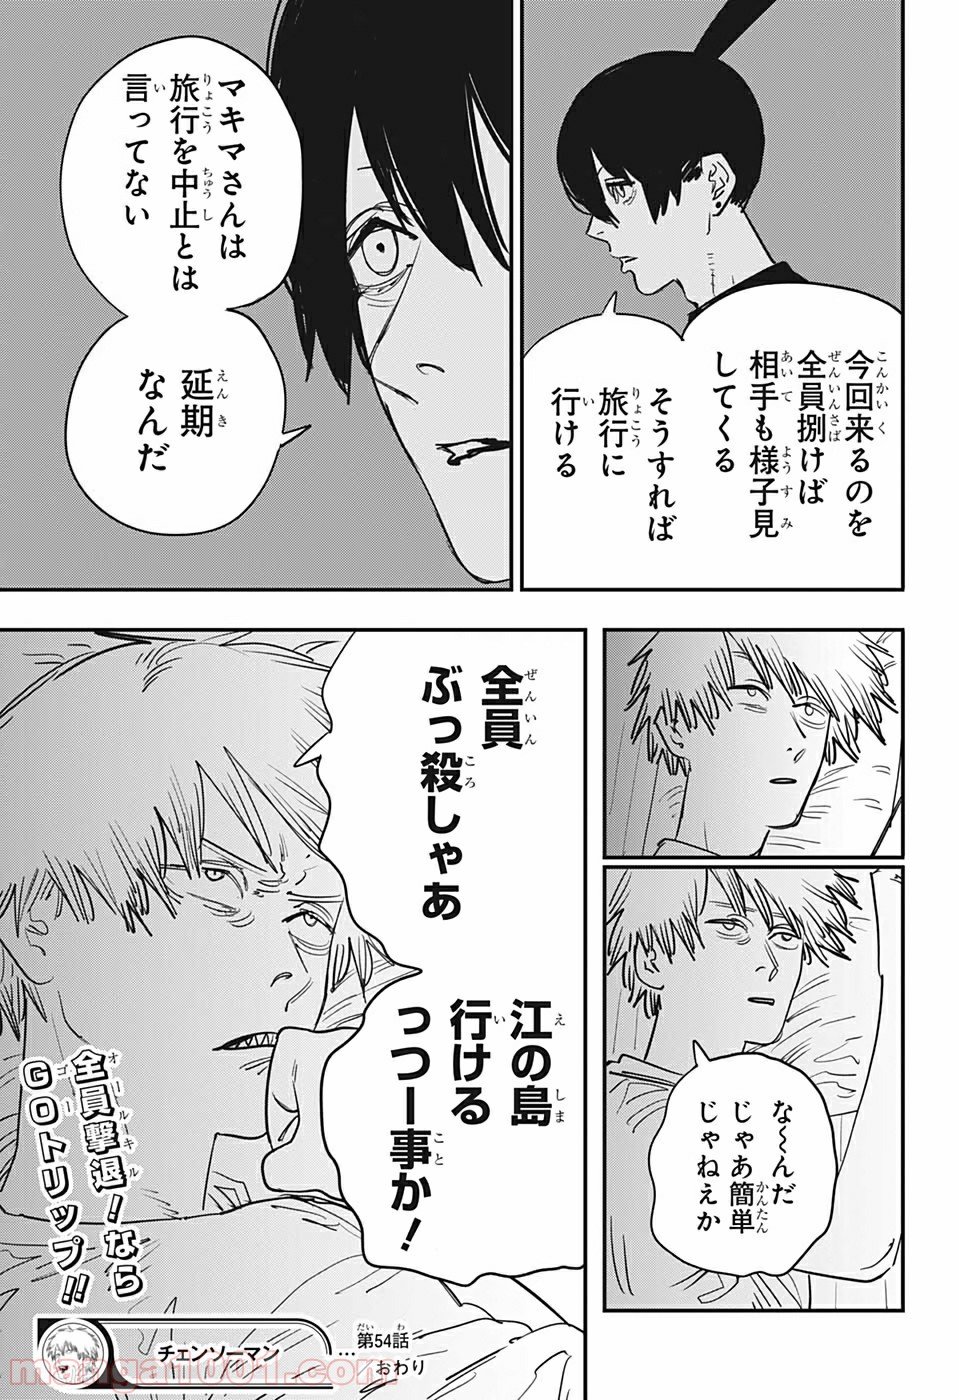 今回来るのを
全員捌けば
相手も様子見
してくる
そうすれば
旅行に
行ける
マキマさんは
旅行を中止とは
言ってない
延期
なんだ
な〜んだ
じゃあ簡単
じゃねえか
全員
ぶっ殺しゃあ
江の島
行ける
っつー事か!
全員撃退!なら
GOトリップ!!
チェンソーマン
第54話
…おわり
manga1001.com